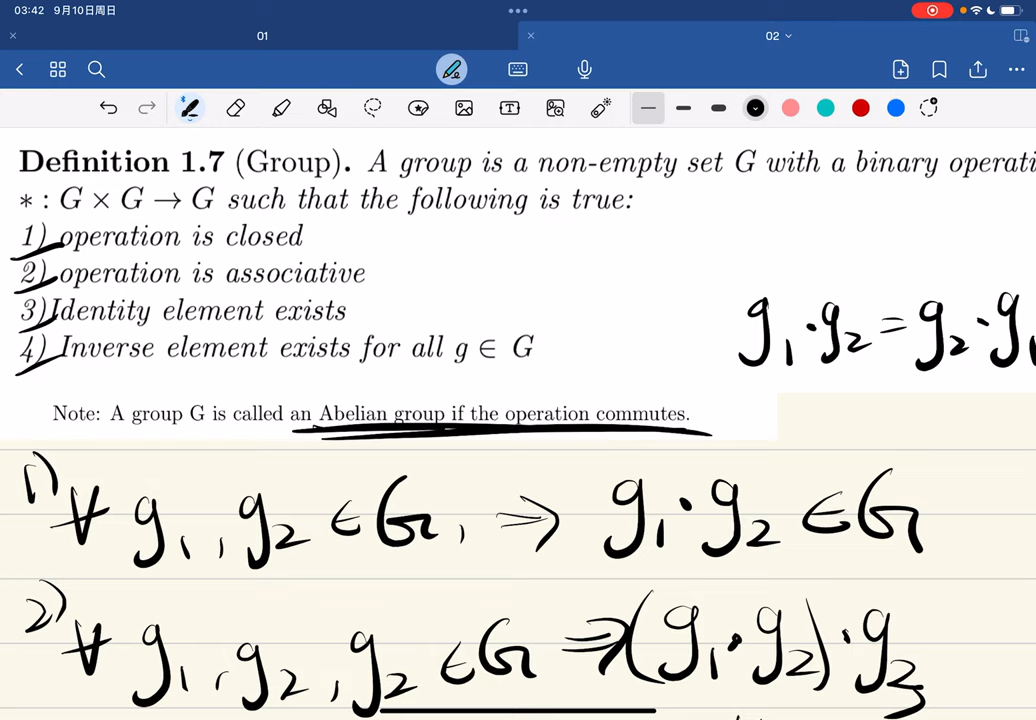 03:42 9月10日周日
01 02
Definition 1.7 (Group). A group is a non-empty set G with a binary operati
* : G × G → G such that the following is true:
1) operation is closed
2) operation is associative
3)Identity element exists
4) Inverse element exists for all g ∈ G
g₁·g₂=g₂·g₁
Note: A group G is called an Abelian group if the operation commutes.
1) ∀ g₁, g₂ ∈ G, ⇒ g₁·g₂ ∈ G
2) ∀ g₁, g₂, g₂ ∈ G ⇒ (g₁·g₂)·g₃